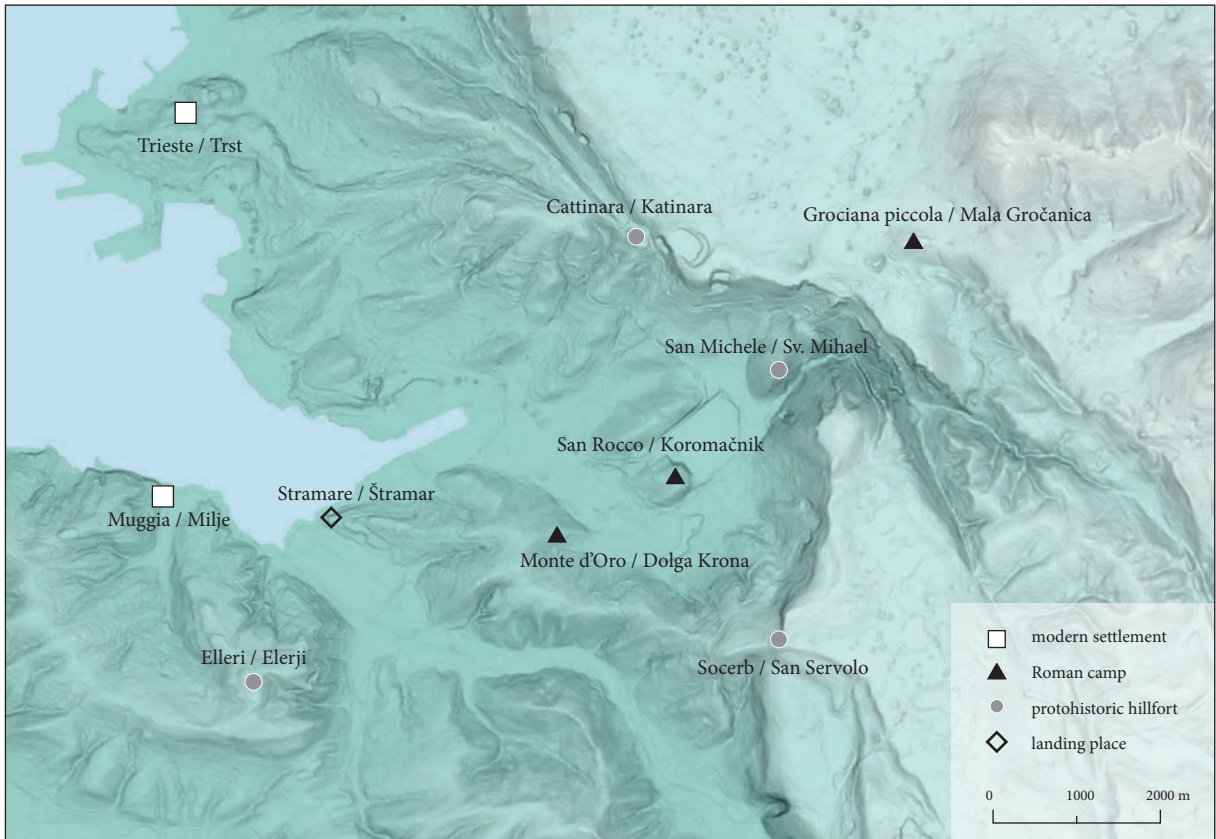 Trieste / Trst
Cattinara / Katinara
Grociana piccola / Mala Gročanica
San Michele / Sv. Mihael
San Rocco / Koromačnik
Stramare / Štramar
Muggia / Milje
Monte d'Oro / Dolga Krona
Elleri / Elerji
Socerb / San Servolo
modern settlement
Roman camp
protohistoric hillfort
landing place
0 1000 2000 m